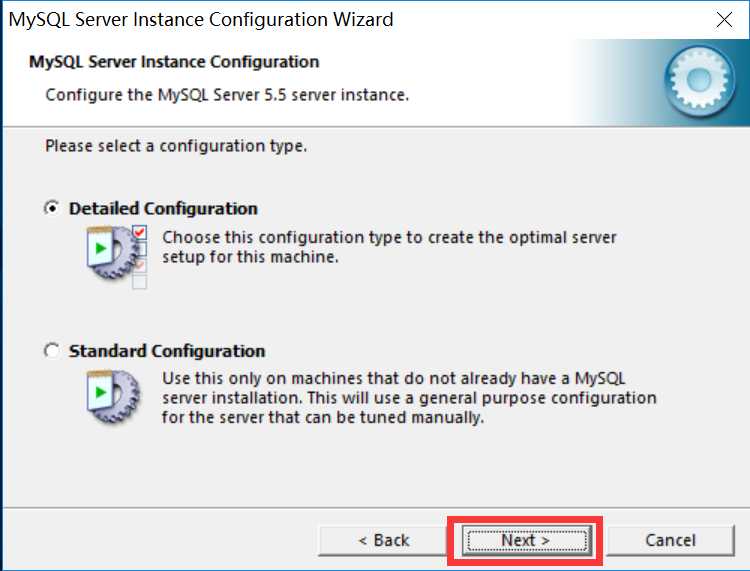 MySQL Server Instance Configuration Wizard
MySQL Server Instance Configuration
Configure the MySQL Server 5.5 server instance.
Please select a configuration type.
Detailed Configuration
Choose this configuration type to create the optimal server
setup for this machine.
Standard Configuration
Use this only on machines that do not already have a MySQL
server installation. This will use a general purpose configuration
for the server that can be tuned manually.
< Back
Next >
Cancel